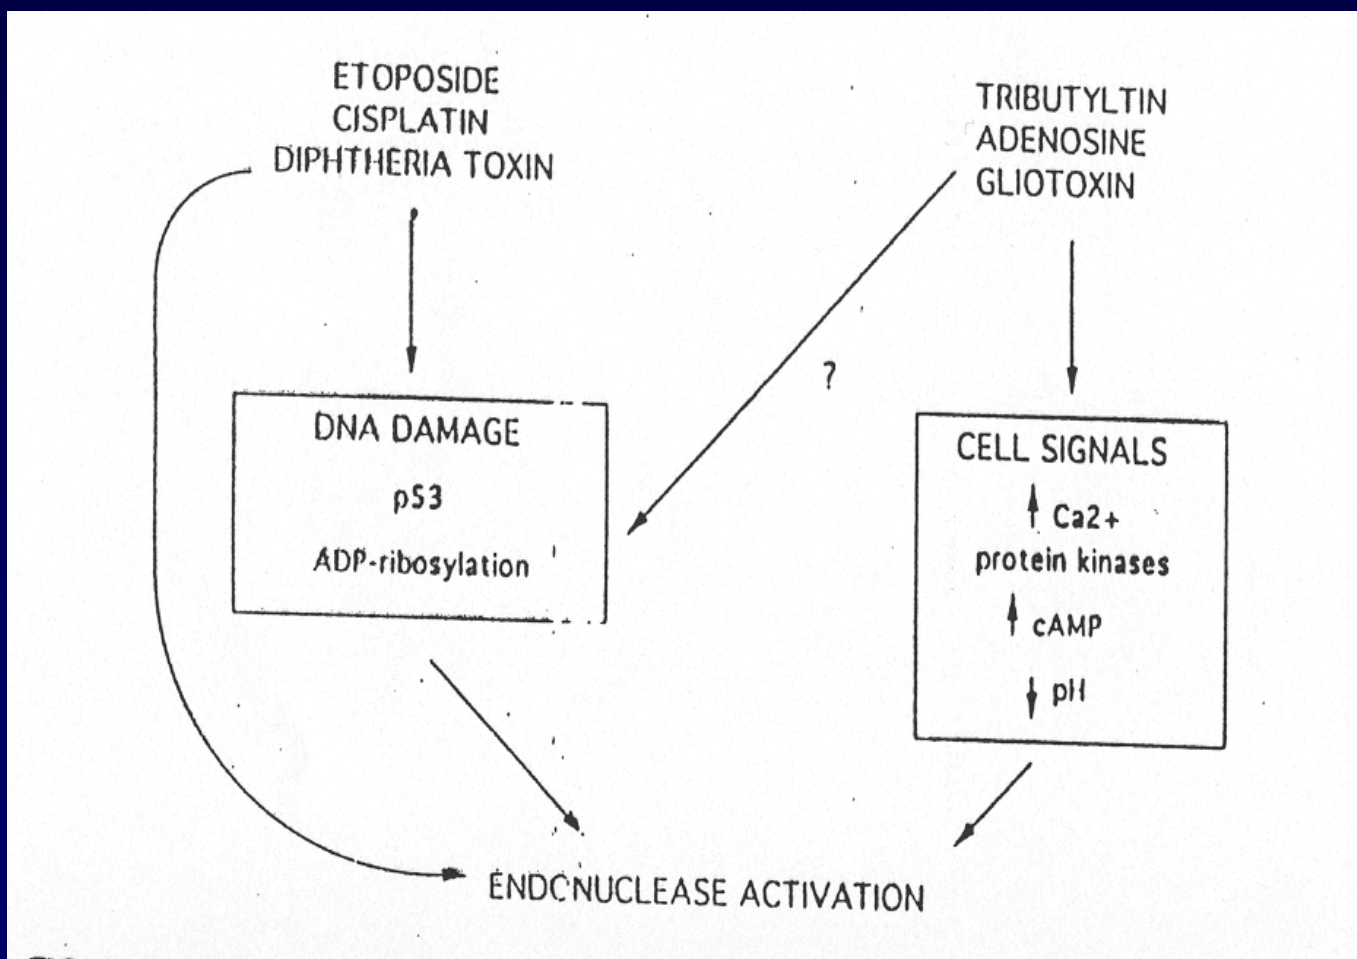 ETOPOSIDE
CISPLATIN
DIPHTHERIA TOXIN
TRIBUTYLTIN
ADENOSINE
GLIOTOXIN
?
DNA DAMAGE
p53
ADP-ribosylation
CELL SIGNALS
↑ Ca2+
protein kinases
↑ cAMP
↓ pH
ENDONUCLEASE ACTIVATION